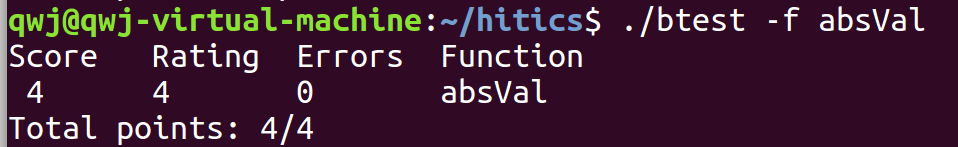 qwj@qwj-virtual-machine:~/hitics$ ./btest -f absVal
Score Rating Errors Function
4 4 0 absVal
Total points: 4/4